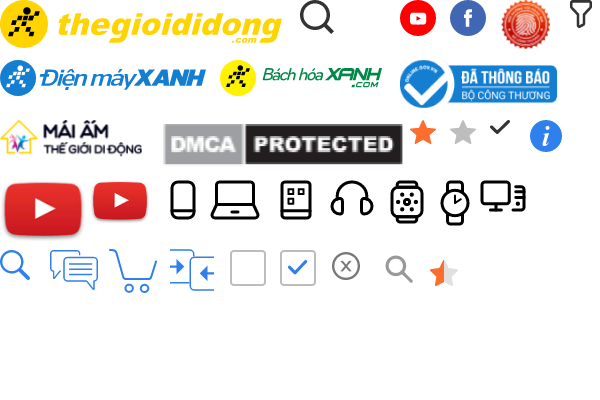 thegioididong
.com
Điện máy XANH
Bách hóa XANH
.COM
ĐÃ THÔNG BÁO
BỘ CÔNG THƯƠNG
MÁI ẤM
THẾ GIỚI DI ĐỘNG
DMCA PROTECTED
f
i